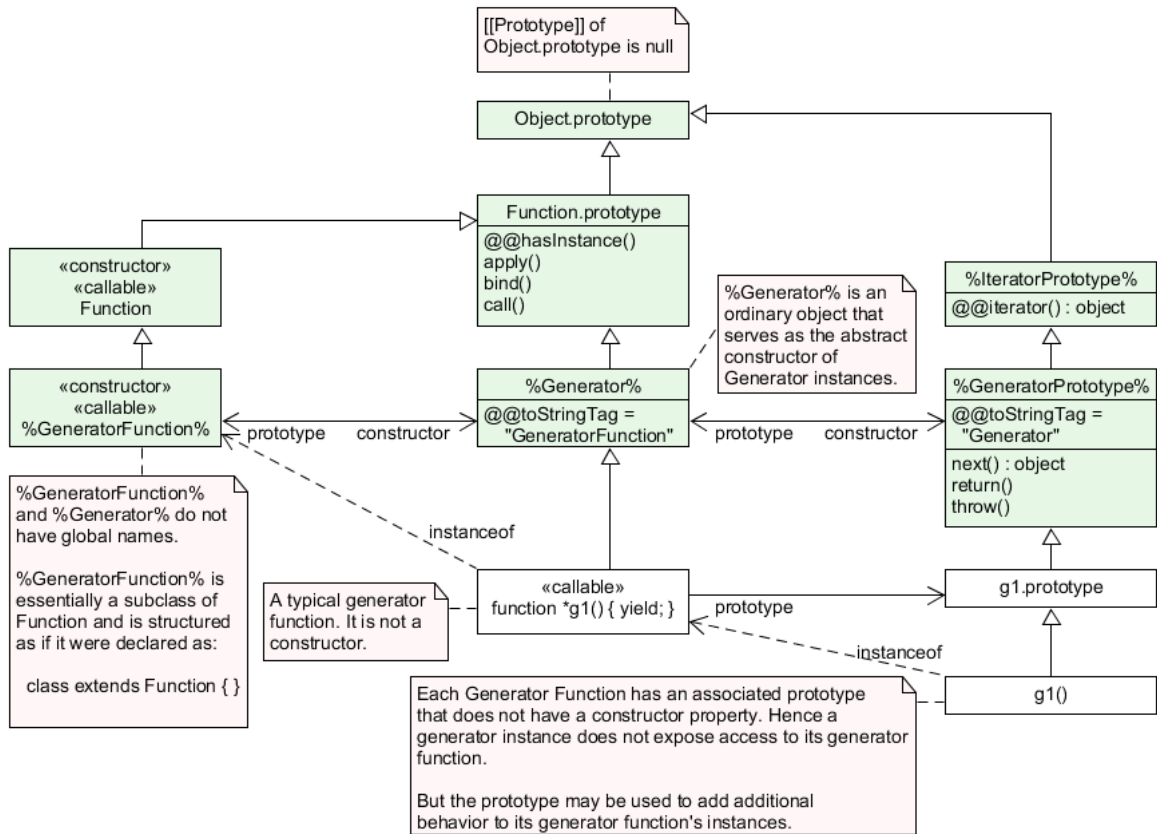 [[Prototype]] of
Object.prototype is null
Object.prototype
Function.prototype
@@hasInstance()
apply()
bind()
call()
«constructor»
«callable»
Function
%Generator% is an
ordinary object that
serves as the abstract
constructor of
Generator instances.
%IteratorPrototype%
@@iterator() : object
«constructor»
«callable»
%GeneratorFunction%
prototype
constructor
%Generator%
@@toStringTag =
"GeneratorFunction"
prototype
constructor
%GeneratorPrototype%
@@toStringTag =
"Generator"
next() : object
return()
throw()
%GeneratorFunction%
and %Generator% do not
have global names.
%GeneratorFunction% is
essentially a subclass of
Function and is structured
as if it were declared as:
class extends Function { }
instanceof
A typical generator
function. It is not a
constructor.
«callable»
function *g1() { yield; }
prototype
g1.prototype
instanceof
g1()
Each Generator Function has an associated prototype
that does not have a constructor property. Hence a
generator instance does not expose access to its generator
function.
But the prototype may be used to add additional
behavior to its generator function's instances.